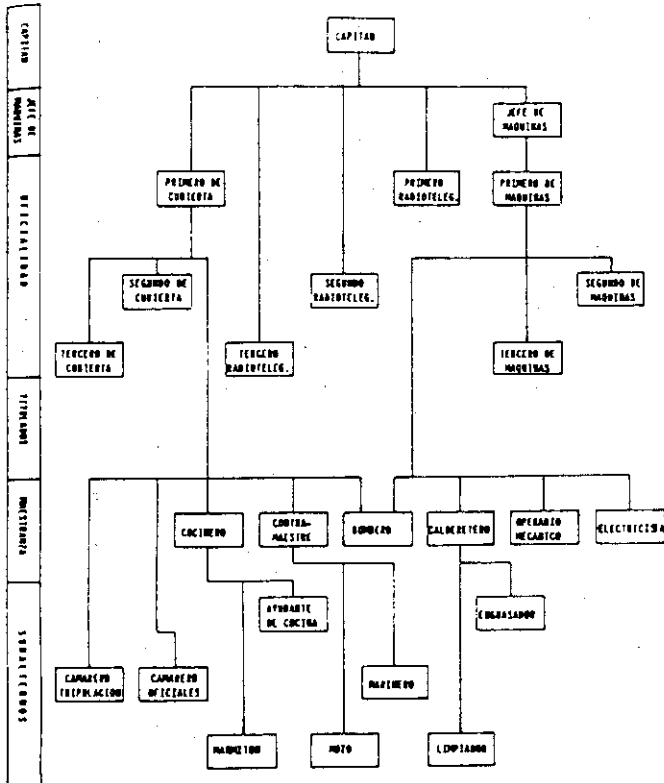 CAPITAN
CAPITAN
JEFE DE
MAQUINAS
JEFE DE
MAQUINAS
OFICIALIDAD
PRIMERO DE
CUBIERTA
PRIMERO
RADIOTELEG.
PRIMERO DE
MAQUINAS
SEGUNDO DE
CUBIERTA
SEGUNDO
RADIOTELEG.
SEGUNDO DE
MAQUINAS
TERCERO DE
CUBIERTA
TERCERO
RADIOTELEG.
TERCERO DE
MAQUINAS
TITULADOS
MAESTRANZA
COCINERO
CONTRA-
MAESTRE
BOMBERO
CALDERETERO
OPERARIO
MECANICO
ELECTRICISTA
SUBALTERNOS
AYUDANTE
DE COCINA
ENGRASADOR
CAMARERO
TRIPULACION
CAMARERO
OFICIALES
MARINERO
MARMITON
MOZO
LIMPIADOR